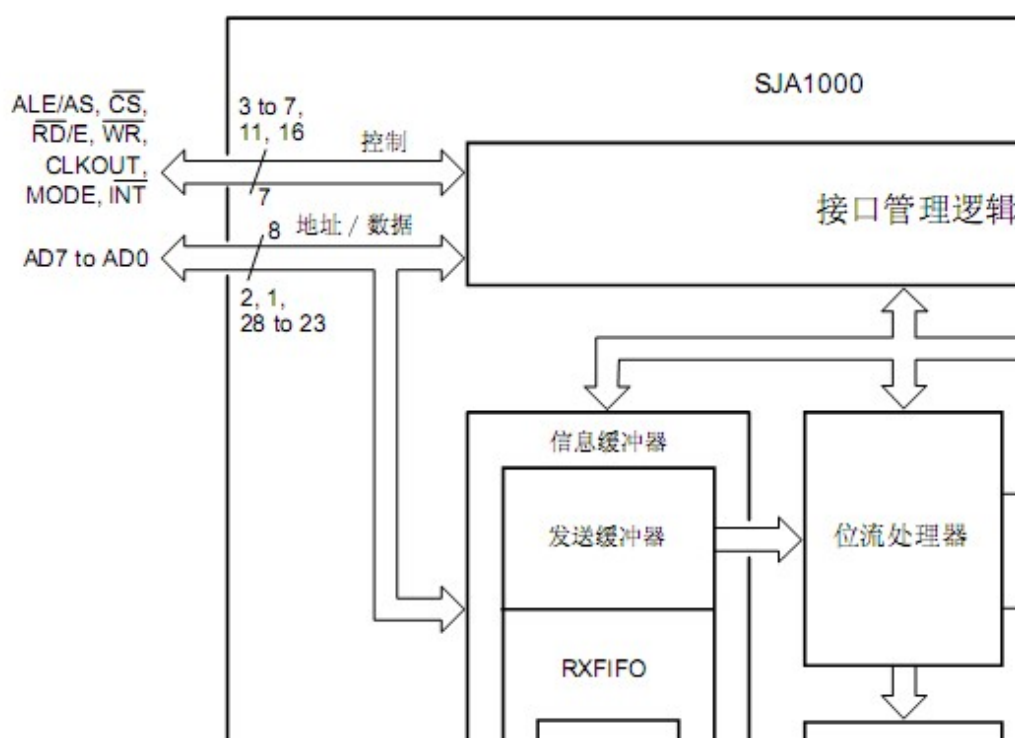 SJA1000
ALE/AS, CS,
RD/E, WR,
CLKOUT,
MODE, INT
3 to 7,
11, 16
控制
7
接口管理逻辑
8
地址 / 数据
AD7 to AD0
2, 1,
28 to 23
信息缓冲器
发送缓冲器
位流处理器
RXFIFO